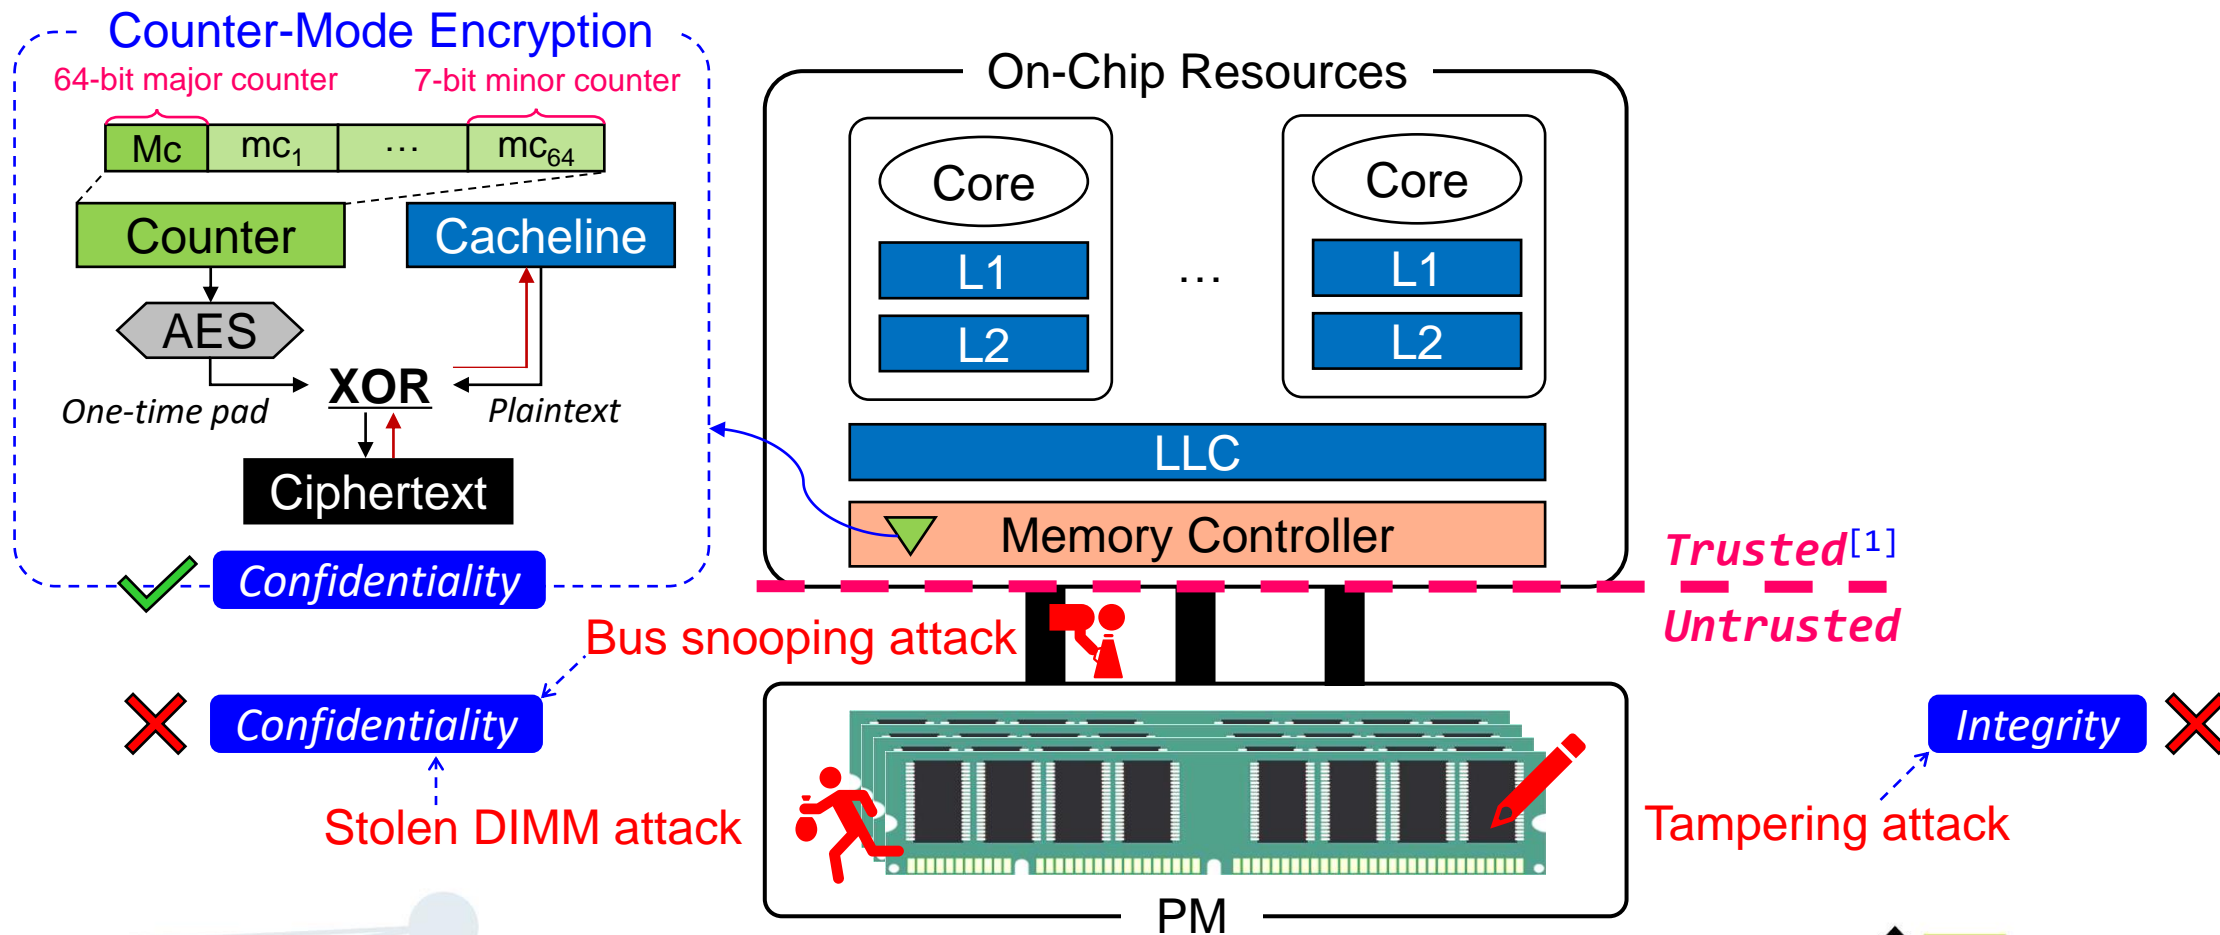 Counter-Mode Encryption
64-bit major counter
7-bit minor counter
Mc mc1 ... mc64
Counter
Cacheline
AES
XOR
One-time pad
Plaintext
Ciphertext
Confidentiality
On-Chip Resources
Core
L1
L2
...
Core
L1
L2
LLC
Memory Controller
Trusted[1]
Untrusted
Bus snooping attack
Confidentiality
Stolen DIMM attack
Integrity
Tampering attack
PM